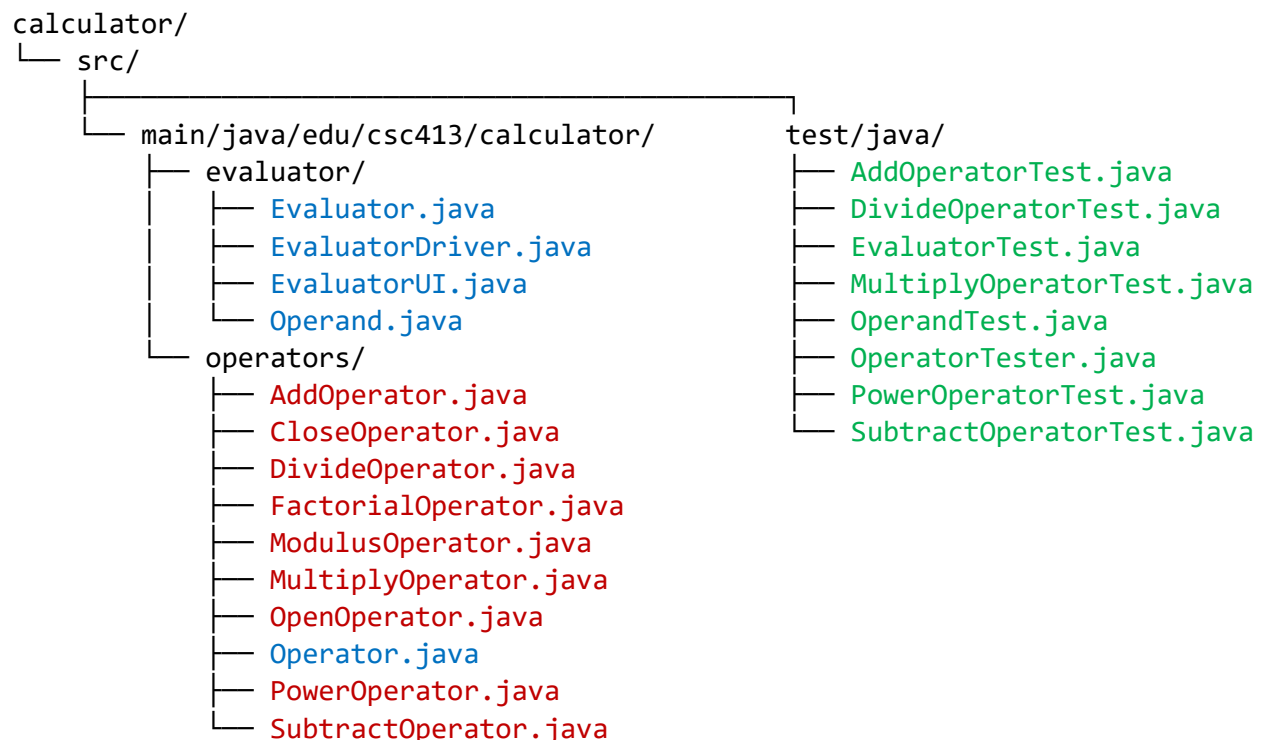 calculator/
└── src/
├───────────────────────────────────────────┐
└── main/java/edu/csc413/calculator/ test/java/
├── evaluator/ ├── AddOperatorTest.java
│ ├── Evaluator.java ├── DivideOperatorTest.java
│ ├── EvaluatorDriver.java ├── EvaluatorTest.java
│ ├── EvaluatorUI.java ├── MultiplyOperatorTest.java
│ └── Operand.java ├── OperandTest.java
└── operators/ ├── OperatorTester.java
├── AddOperator.java ├── PowerOperatorTest.java
├── CloseOperator.java └── SubtractOperatorTest.java
├── DivideOperator.java
├── FactorialOperator.java
├── ModulusOperator.java
├── MultiplyOperator.java
├── OpenOperator.java
├── Operator.java
├── PowerOperator.java
└── SubtractOperator.java